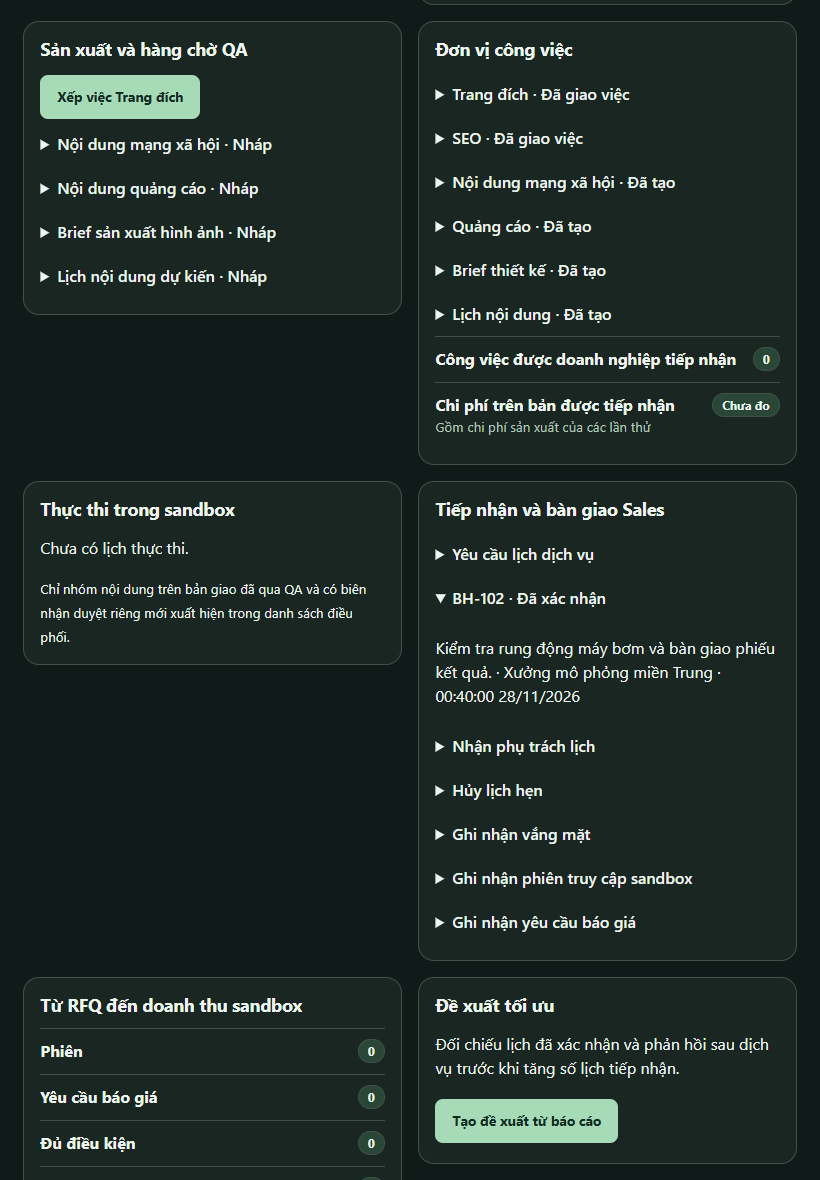 Sản xuất và hàng chờ QA
Xếp việc Trang đích
Nội dung mạng xã hội · Nháp
Nội dung quảng cáo · Nháp
Brief sản xuất hình ảnh · Nháp
Lịch nội dung dự kiến · Nháp
Đơn vị công việc
Trang đích · Đã giao việc
SEO · Đã giao việc
Nội dung mạng xã hội · Đã tạo
Quảng cáo · Đã tạo
Brief thiết kế · Đã tạo
Lịch nội dung · Đã tạo
Công việc được doanh nghiệp tiếp nhận 0
Chi phí trên bản được tiếp nhận Chưa đo
Gồm chi phí sản xuất của các lần thử
Thực thi trong sandbox
Chưa có lịch thực thi.
Chỉ nhóm nội dung trên bản giao đã qua QA và có biên
nhận duyệt riêng mới xuất hiện trong danh sách điều
phối.
Tiếp nhận và bàn giao Sales
Yêu cầu lịch dịch vụ
BH-102 · Đã xác nhận
Kiểm tra rung động máy bơm và bàn giao phiếu
kết quả. · Xưởng mô phỏng miền Trung ·
00:40:00 28/11/2026
Nhận phụ trách lịch
Hủy lịch hẹn
Ghi nhận vắng mặt
Ghi nhận phiên truy cập sandbox
Ghi nhận yêu cầu báo giá
Từ RFQ đến doanh thu sandbox
Phiên 0
Yêu cầu báo giá 0
Đủ điều kiện 0
Đề xuất tối ưu
Đối chiếu lịch đã xác nhận và phản hồi sau dịch
vụ trước khi tăng số lịch tiếp nhận.
Tạo đề xuất từ báo cáo